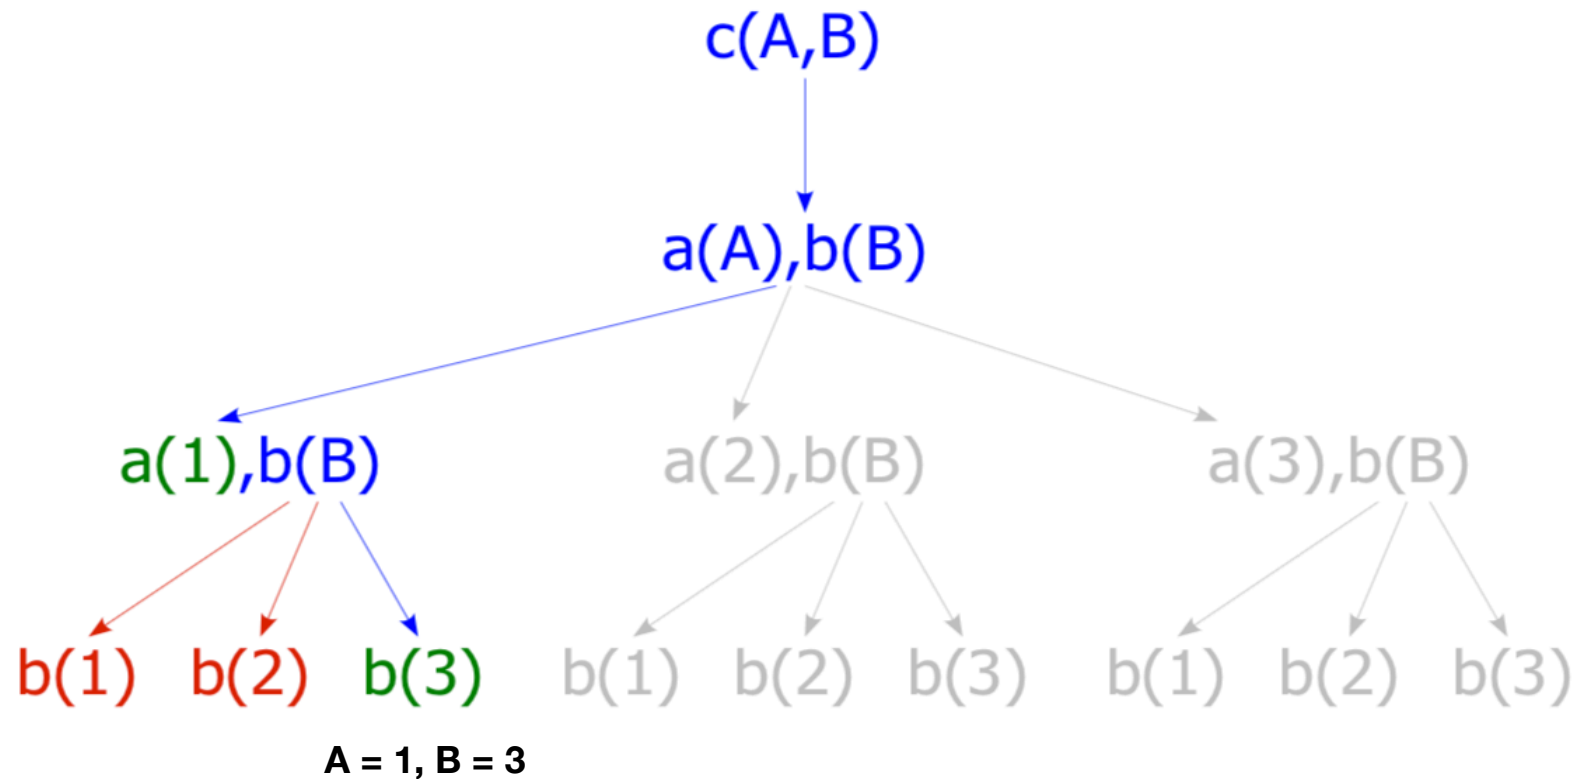 c(A,B)
a(A),b(B)
a(1),b(B) a(2),b(B) a(3),b(B)
b(1) b(2) b(3) b(1) b(2) b(3) b(1) b(2) b(3)
A = 1, B = 3